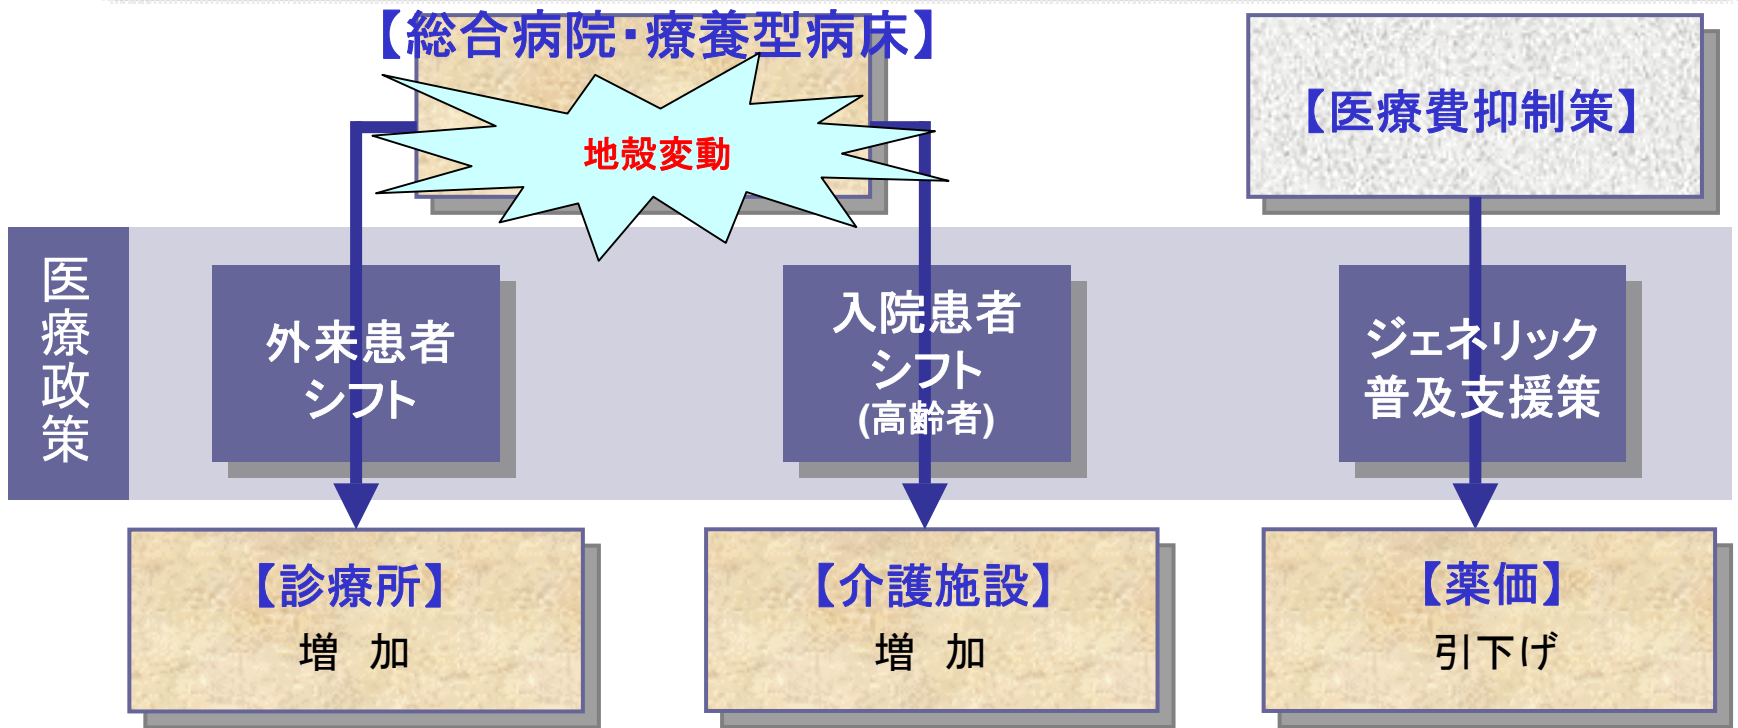 【総合病院・療養型病床】
【医療費抑制策】
地殻変動
医療政策
外来患者
シフト
入院患者
シフト
(高齢者)
ジェネリック
普及支援策
【診療所】
増　加
【介護施設】
増　加
【薬価】
引下げ